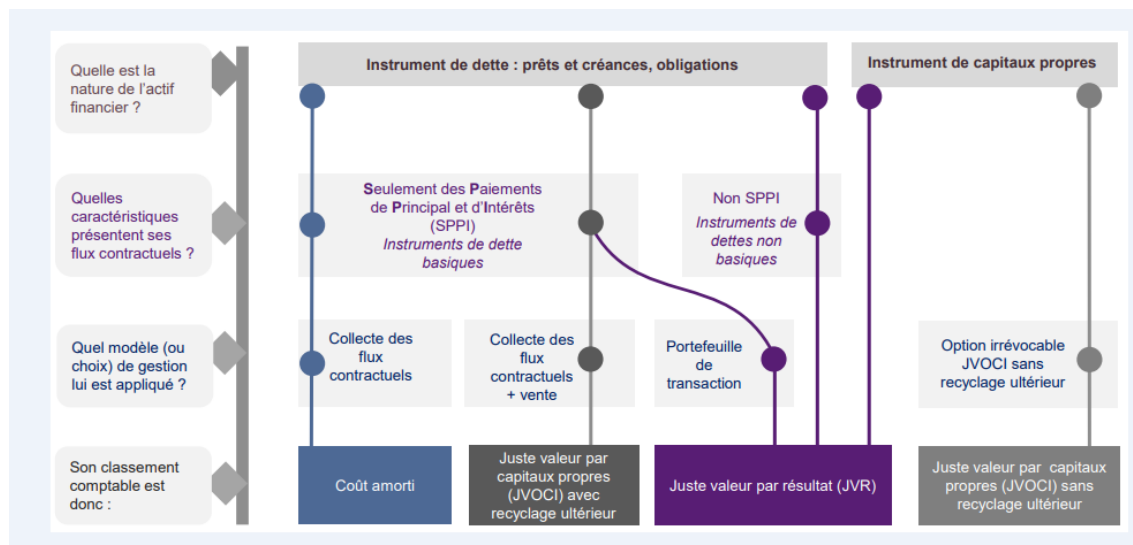 Quelle est la
nature de l'actif
financier ?
Instrument de dette : prêts et créances, obligations
Instrument de capitaux propres
Quelles
caractéristiques
présentent ses
flux contractuels ?
Seulement des Paiements
de Principal et d'Intérêts
(SPPI)
Instruments de dette
basiques
Non SPPI
Instruments de
dettes non
basiques
Quel modèle (ou
choix) de gestion
lui est appliqué ?
Collecte des
flux
contractuels
Collecte des
flux
contractuels
+ vente
Portefeuille
de
transaction
Option irrévocable
JVOCI sans
recyclage ultérieur
Son classement
comptable est
donc :
Coût amorti
Juste valeur par
capitaux propres
(JVOCI) avec
recyclage ultérieur
Juste valeur par résultat (JVR)
Juste valeur par capitaux
propres (JVOCI) sans
recyclage ultérieur